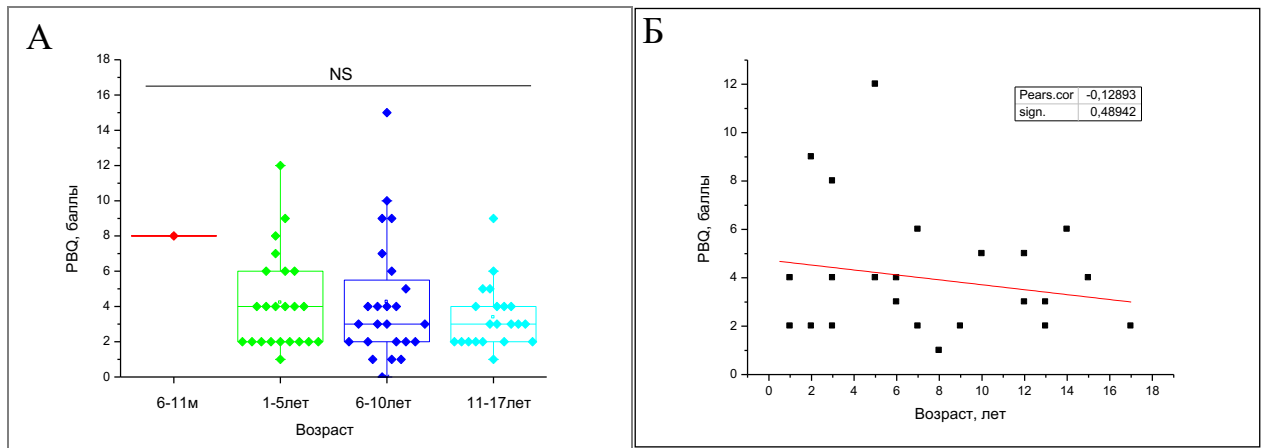 А
NS
18
16
14
12
10
8
6
4
2
0
PBQ, баллы
6-11м 1-5лет 6-10лет 11-17лет
Возраст
Б
Pears.cor -0,12893
sign. 0,48942
12
10
8
6
4
2
0
PBQ, баллы
0 2 4 6 8 10 12 14 16 18
Возраст, лет